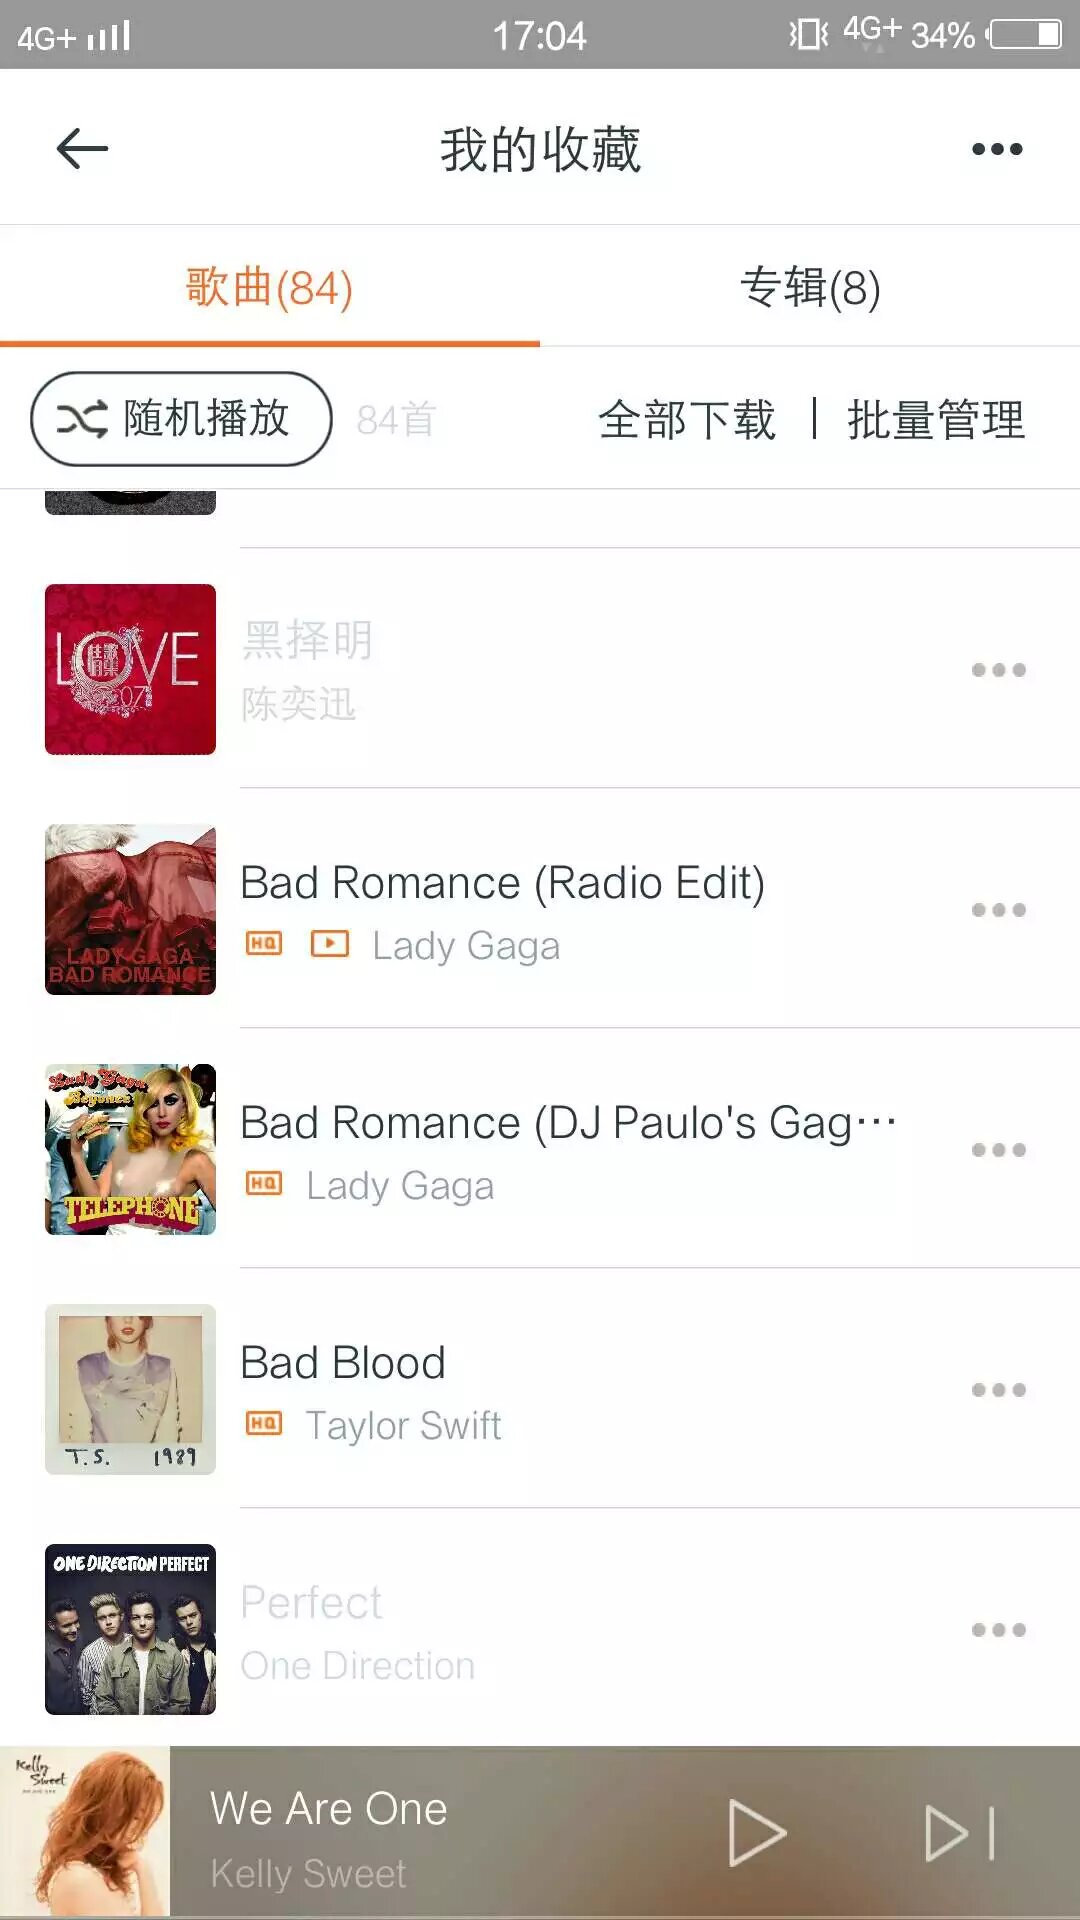 4G+ 17:04 4G+ 34%
我的收藏
歌曲(84) 专辑(8)
随机播放 84首 全部下载 | 批量管理
LOVE
07
黑择明
陈奕迅
Bad Romance (Radio Edit)
HQ Lady Gaga
LADY GAGA
BAD ROMANCE
Lady Gaga
Beyoncé
TELEPHONE
Bad Romance (DJ Paulo's Gag···
HQ Lady Gaga
Bad Blood
HQ Taylor Swift
T.S. 1989
ONE DIRECTION PERFECT
Perfect
One Direction
Kelly
Sweet
We Are One
Kelly Sweet